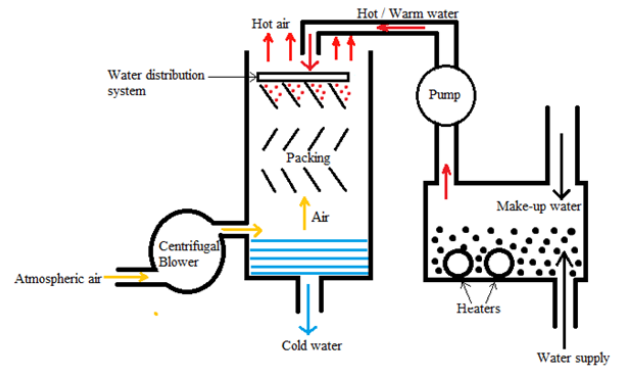 Hot / Warm water
Hot air
Water distribution
system
Pump
Packing
Make-up water
Air
Centrifugal
Blower
Atmospheric air
Heaters
Cold water
Water supply